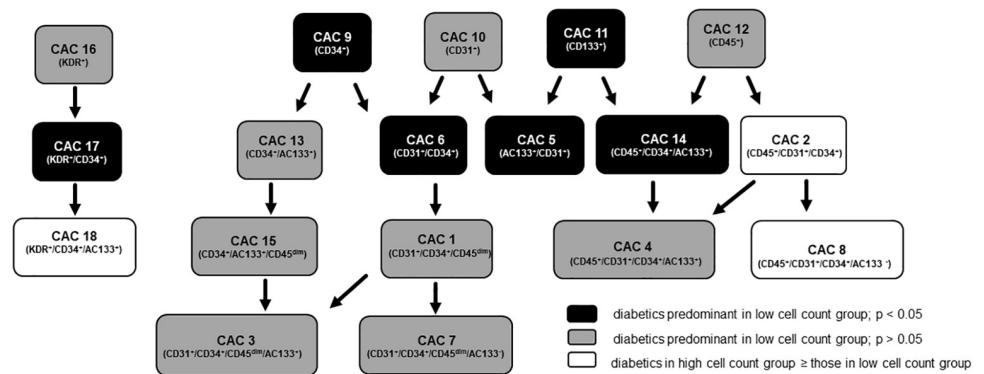 CAC 16
(KDR⁺)
CAC 9
(CD34⁺)
CAC 10
(CD31⁺)
CAC 11
(CD133⁺)
CAC 12
(CD45⁺)
CAC 17
(KDR⁺/CD34⁺)
CAC 13
(CD34⁺/AC133⁺)
CAC 6
(CD31⁺/CD34⁺)
CAC 5
(AC133⁺/CD31⁺)
CAC 14
(CD45⁺/CD34⁺/AC133⁺)
CAC 2
(CD45⁺/CD31⁺/CD34⁺)
CAC 18
(KDR⁺/CD34⁺/AC133⁺)
CAC 15
(CD34⁺/AC133⁺/CD45ᵈⁱᵐ)
CAC 1
(CD31⁺/CD34⁺/CD45ᵈⁱᵐ)
CAC 4
(CD45⁺/CD31⁺/CD34⁺/AC133⁺)
CAC 8
(CD45⁺/CD31⁺/CD34⁺/AC133⁻)
CAC 3
(CD31⁺/CD34⁺/CD45ᵈⁱᵐ/AC133⁺)
CAC 7
(CD31⁺/CD34⁺/CD45ᵈⁱᵐ/AC133⁻)
diabetics predominant in low cell count group; p < 0.05
diabetics predominant in low cell count group; p > 0.05
diabetics in high cell count group ≥ those in low cell count group